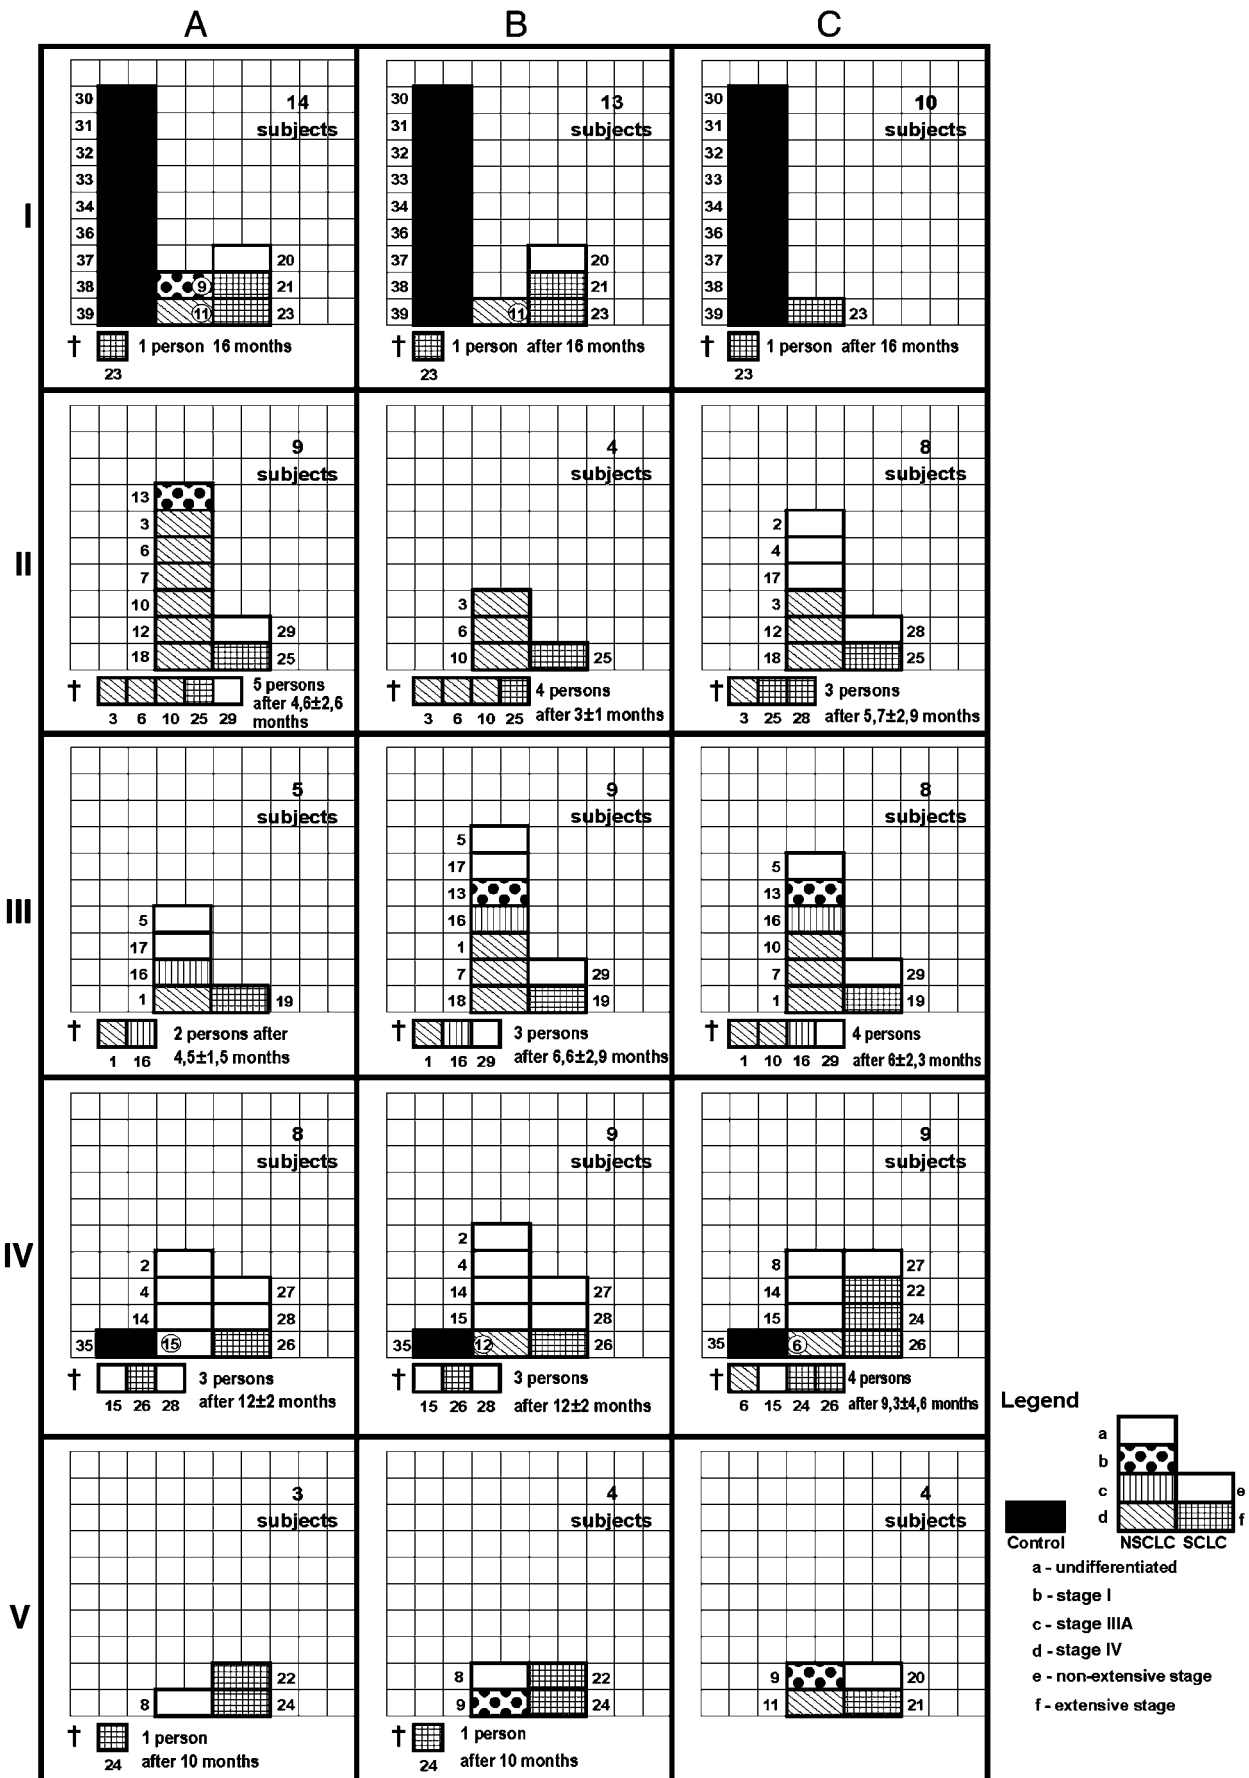 A B C
I
30
31
32
33
34
36
37
38
39
14
subjects
9
11
20
21
23
† 1 person 16 months
23
30
31
32
33
34
36
37
38
39
13
subjects
11
20
21
23
† 1 person after 16 months
23
30
31
32
33
34
36
37
38
39
10
subjects
23
† 1 person after 16 months
23
II
9
subjects
13
3
6
7
10
12 29
18 25
† 5 persons
after 4,6±2,6
months
3 6 10 25 29
4
subjects
3
6
10 25
† 4 persons
after 3±1 months
3 6 10 25
8
subjects
2
4
17
3
12 28
18 25
† 3 persons
after 5,7±2,9 months
3 25 28
III
5
subjects
5
17
16
1 19
† 2 persons after
4,5±1,5 months
1 16
9
subjects
5
17
13
16
1
7 29
18 19
† 3 persons
after 6,6±2,9 months
1 16 29
8
subjects
5
13
16
10
7 29
1 19
† 4 persons
after 6±2,3 months
1 10 16 29
IV
8
subjects
2
4 27
14 28
35 15 26
† 3 persons
after 12±2 months
15 26 28
9
subjects
2
4
14 27
15 28
35 12 26
† 3 persons
after 12±2 months
15 26 28
9
subjects
8 27
14 22
15 24
35 6 26
† 4 persons
after 9,3±4,6 months
6 15 24 26
V
3
subjects
22
8 24
† 1 person
after 10 months
24
4
subjects
8 22
9 24
† 1 person
after 10 months
24
4
subjects
9 20
11 21
Legend
a
b
c e
d f
Control NSCLC SCLC
a - undifferentiated
b - stage I
c - stage IIIA
d - stage IV
e - non-extensive stage
f - extensive stage